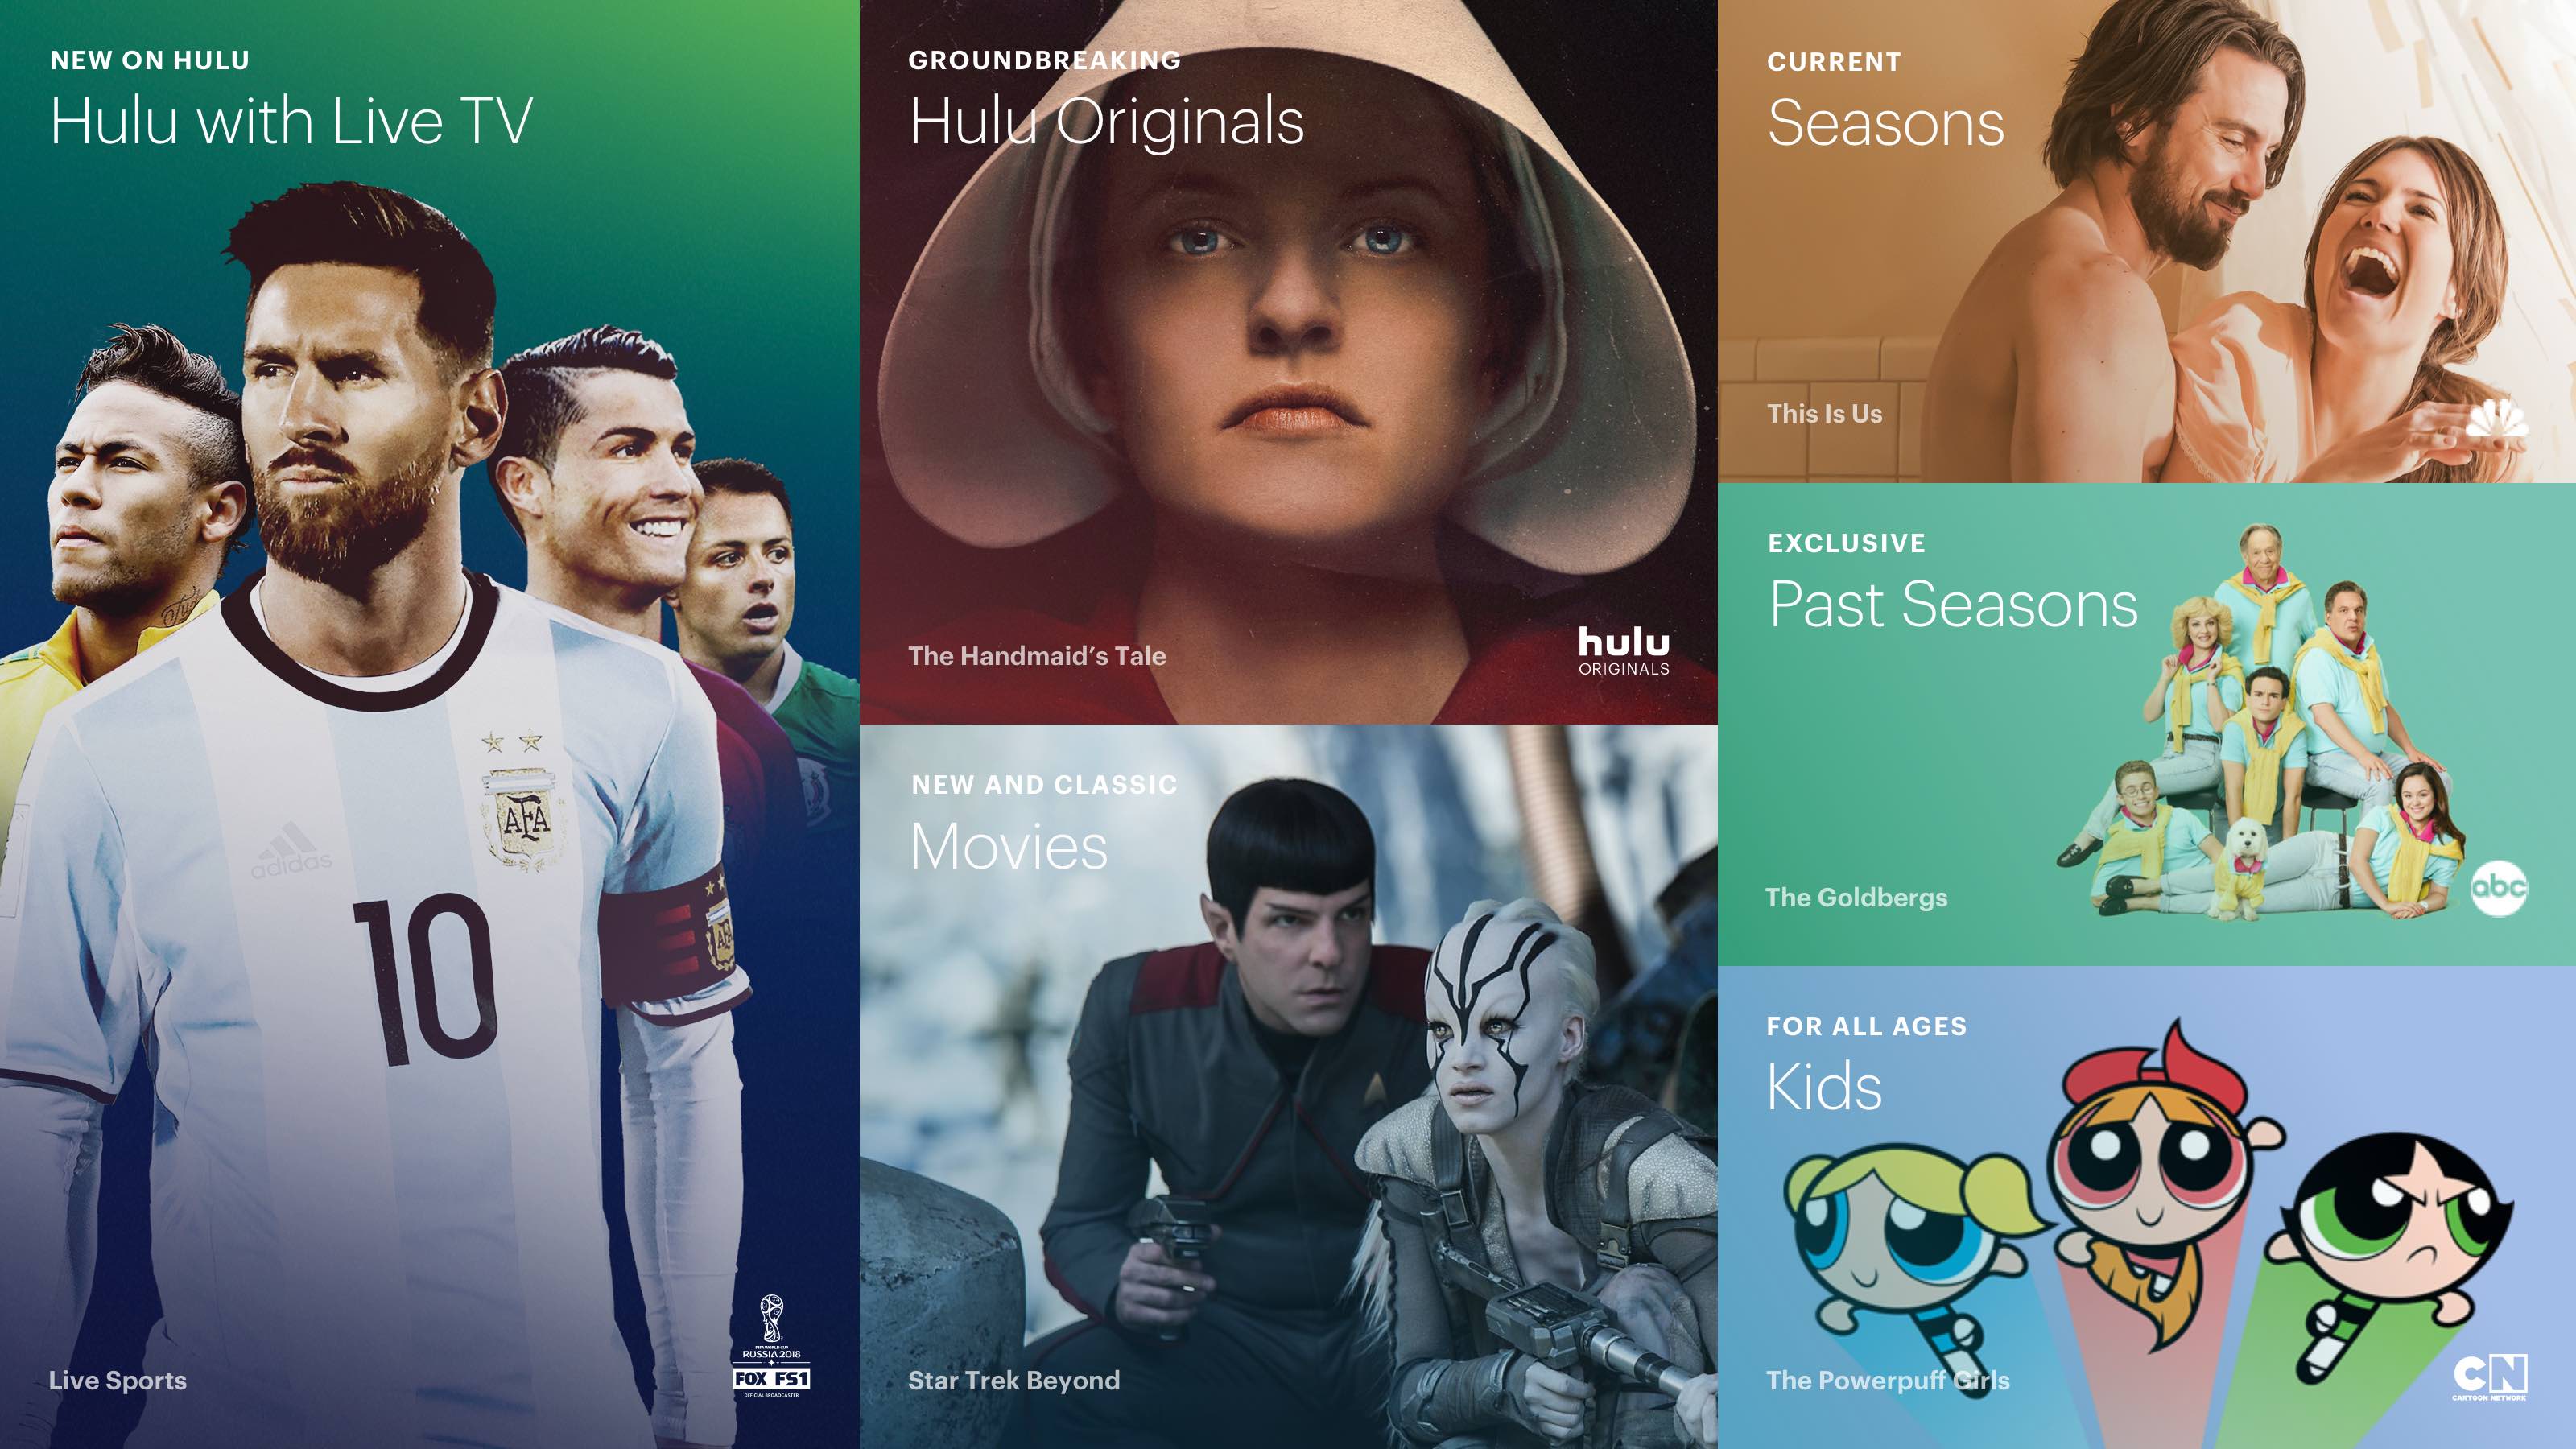 NEW ON HULU
Hulu with Live TV
adidas
AFA
10
AFA
FIFA WORLD CUP
RUSSIA 2018
FOX FS1
OFFICIAL BROADCASTER
Live Sports
GROUNDBREAKING
Hulu Originals
The Handmaid's Tale
hulu
ORIGINALS
NEW AND CLASSIC
Movies
Star Trek Beyond
CURRENT
Seasons
This Is Us
EXCLUSIVE
Past Seasons
The Goldbergs
abc
FOR ALL AGES
Kids
The Powerpuff Girls
CN
CARTOON NETWORK